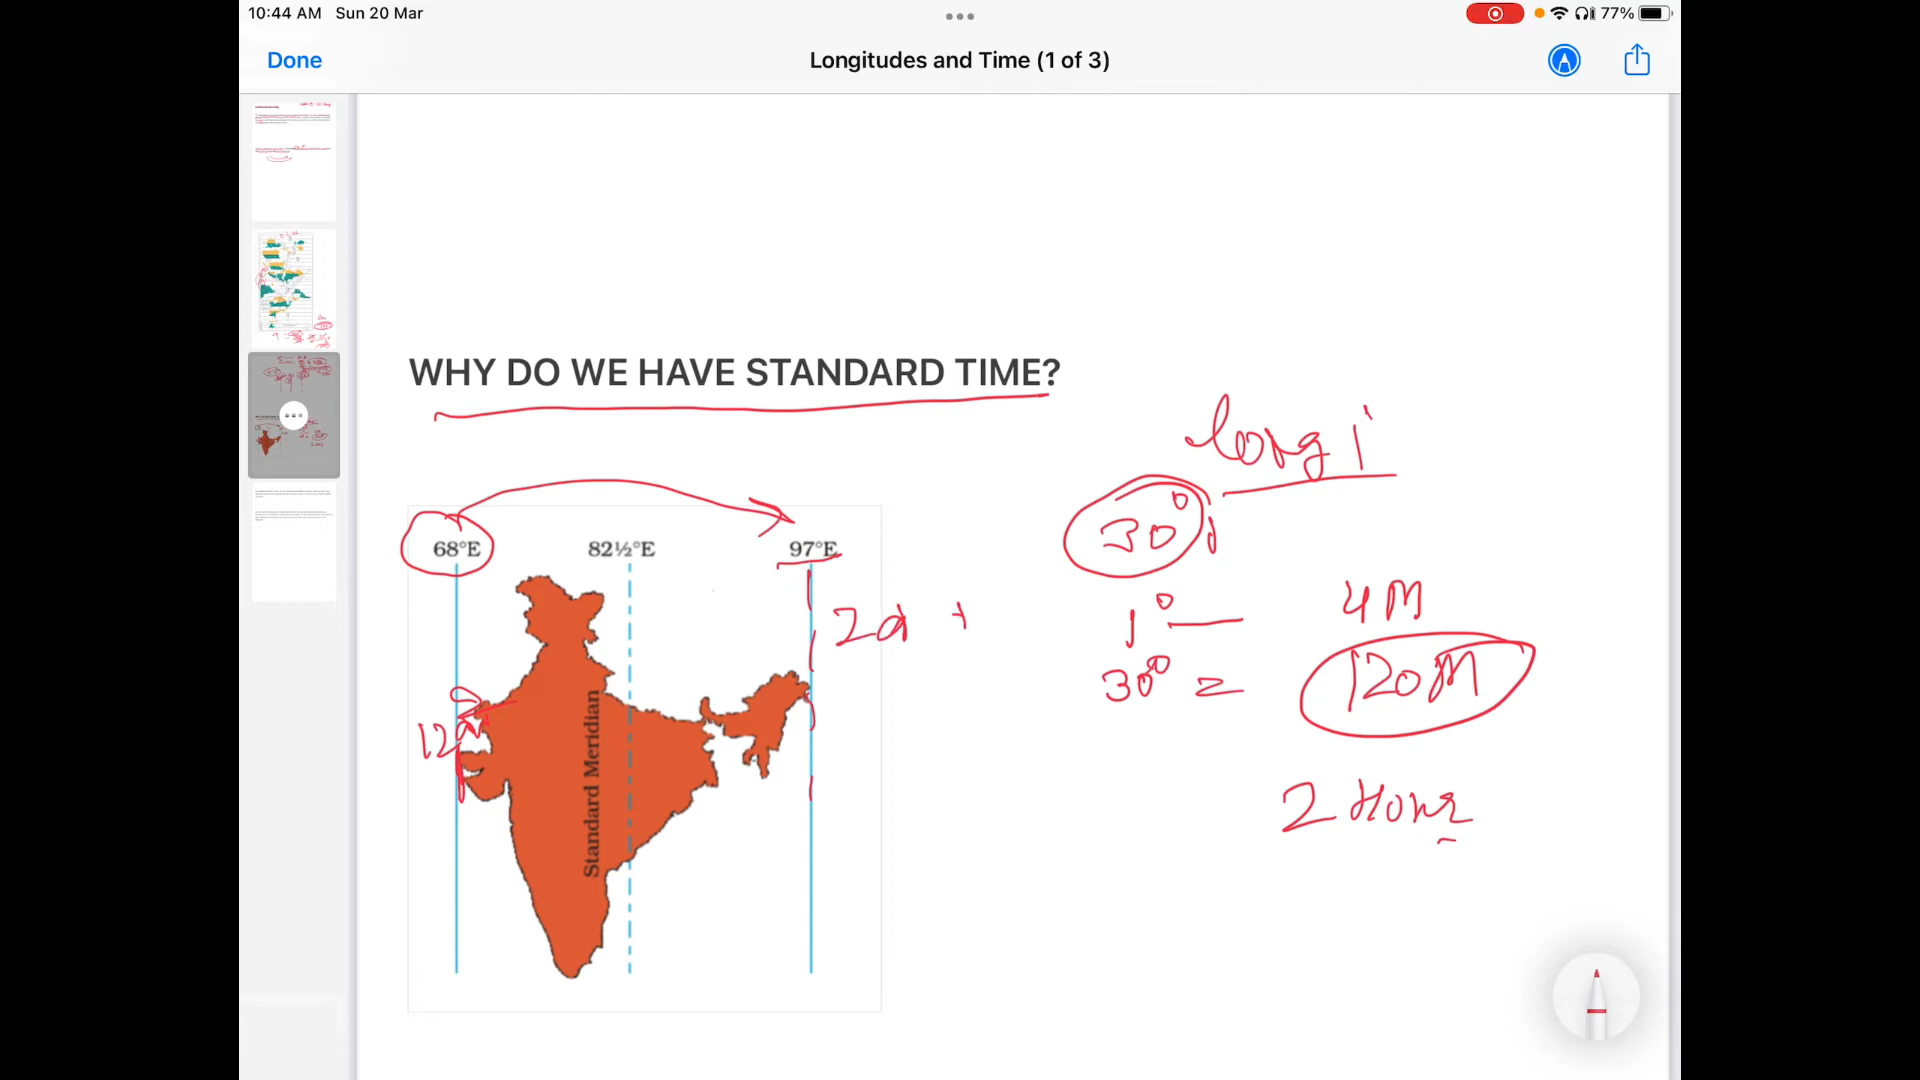 10:44 AM Sun 20 Mar
77%
Done
Longitudes and Time (1 of 3)
WHY DO WE HAVE STANDARD TIME?
longi
30°
68°E 82½°E 97°E
1° — 4M
30° = 120M
2 Hour
12
Standard Meridian